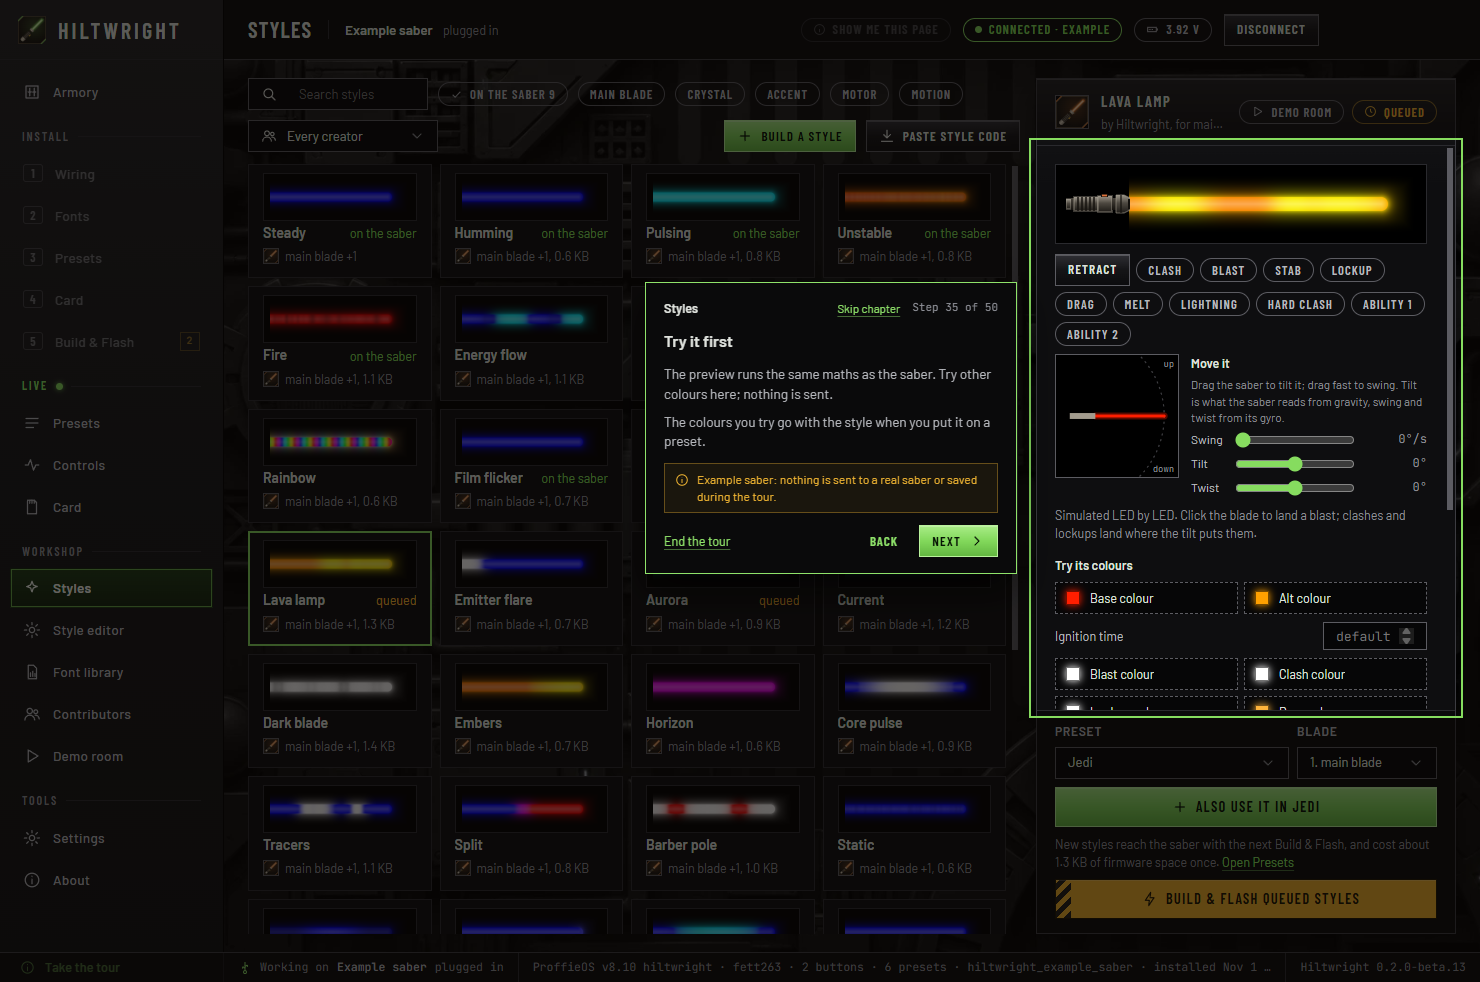 HILTWRIGHT
STYLES
Example saber plugged in
SHOW ME THIS PAGE
CONNECTED · EXAMPLE
3.92 V
DISCONNECT
Armory
INSTALL
1 Wiring
2 Fonts
3 Presets
4 Card
5 Build & Flash 2
LIVE
Presets
Controls
Card
WORKSHOP
Styles
Style editor
Font library
Contributors
Demo room
TOOLS
Settings
About
Take the tour
Search styles
ON THE SABER 9
MAIN BLADE
CRYSTAL
ACCENT
MOTOR
MOTION
Every creator
BUILD A STYLE
PASTE STYLE CODE
Steady on the saber
main blade +1
Humming on the saber
main blade +1, 0.6 KB
Pulsing on the saber
main blade +1, 0.8 KB
Unstable on the saber
main blade +1, 0.8 KB
Fire on the saber
main blade +1, 1.1 KB
Energy flow
main blade +1, 1.1 KB
Rainbow
main blade +1, 0.6 KB
Film flicker on the saber
main blade +1, 0.7 KB
Lava lamp queued
main blade +1, 1.3 KB
Emitter flare
main blade +1, 0.7 KB
Aurora queued
main blade +1, 0.9 KB
Current
main blade +1, 1.2 KB
Dark blade
main blade +1, 1.4 KB
Embers
main blade +1, 0.7 KB
Horizon
main blade +1, 0.6 KB
Core pulse
main blade +1, 0.9 KB
Tracers
main blade +1, 1.1 KB
Split
main blade +1, 0.8 KB
Barber pole
main blade +1, 1.0 KB
Static
main blade +1, 0.6 KB
Styles
Skip chapter
Step 35 of 50
Try it first
The preview runs the same maths as the saber. Try other
colours here; nothing is sent.
The colours you try go with the style when you put it on a
preset.
Example saber: nothing is sent to a real saber or saved
during the tour.
End the tour
BACK
NEXT
LAVA LAMP
by Hiltwright, for mai...
DEMO ROOM
QUEUED
RETRACT
CLASH
BLAST
STAB
LOCKUP
DRAG
MELT
LIGHTNING
HARD CLASH
ABILITY 1
ABILITY 2
up
down
Move it
Drag the saber to tilt it; drag fast to swing. Tilt
is what the saber reads from gravity, swing and
twist from its gyro.
Swing 0°/s
Tilt 0°
Twist 0°
Simulated LED by LED. Click the blade to land a blast; clashes and
lockups land where the tilt puts them.
Try its colours
Base colour
Alt colour
Ignition time default
Blast colour
Clash colour
PRESET
BLADE
Jedi
1. main blade
ALSO USE IT IN JEDI
New styles reach the saber with the next Build & Flash, and cost about
1.3 KB of firmware space once. Open Presets
BUILD & FLASH QUEUED STYLES
Working on Example saber plugged in
ProffieOS v8.10 hiltwright · fett263 · 2 buttons · 6 presets · hiltwright_example_saber · installed Nov 1 …
Hiltwright 0.2.0-beta.13